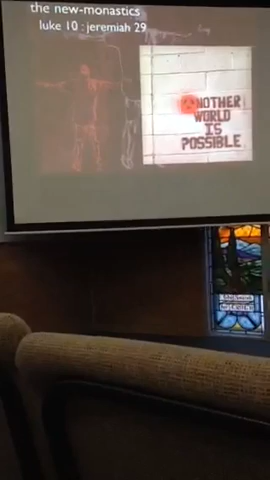 the new-monastics
luke 10 : jeremiah 29
ANOTHER
WORLD
IS
POSSIBLE